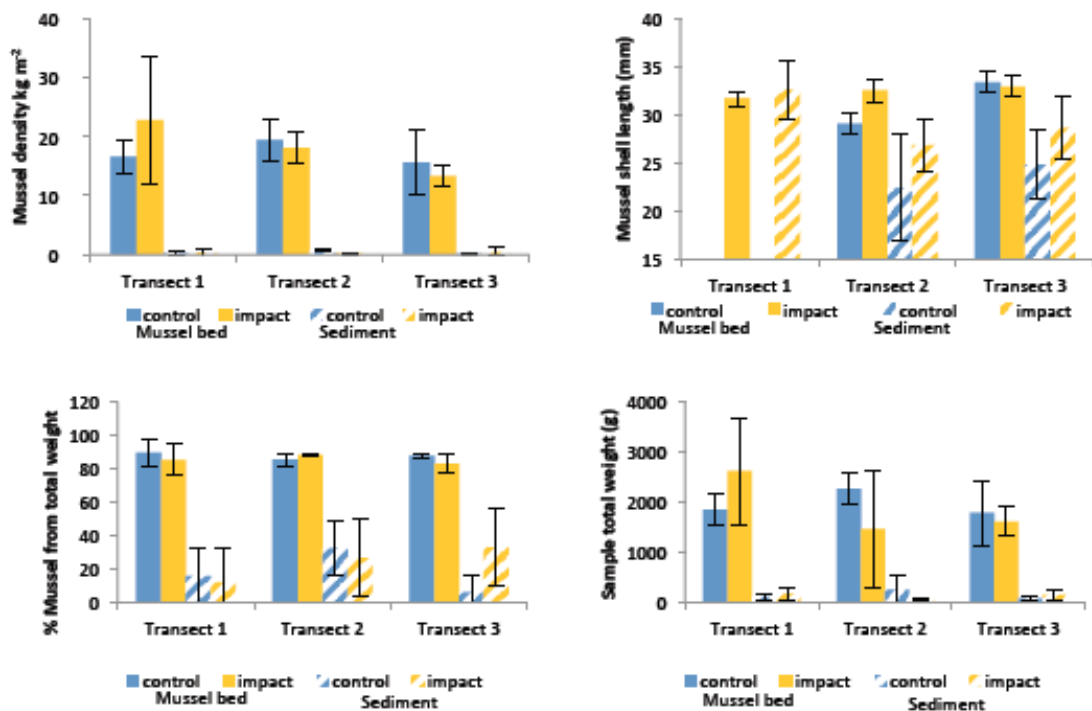 Mussel density kg m⁻²
40
30
20
10
0
Transect 1 Transect 2 Transect 3
control impact control impact
Mussel bed Sediment
Mussel shell length (mm)
40
35
30
25
20
15
Transect 1 Transect 2 Transect 3
control impact control impact
Mussel bed Sediment
% Mussel from total weight
120
100
80
60
40
20
0
Transect 1 Transect 2 Transect 3
control impact control impact
Mussel bed Sediment
Sample total weight (g)
4000
3000
2000
1000
0
Transect 1 Transect 2 Transect 3
control impact control impact
Mussel bed Sediment